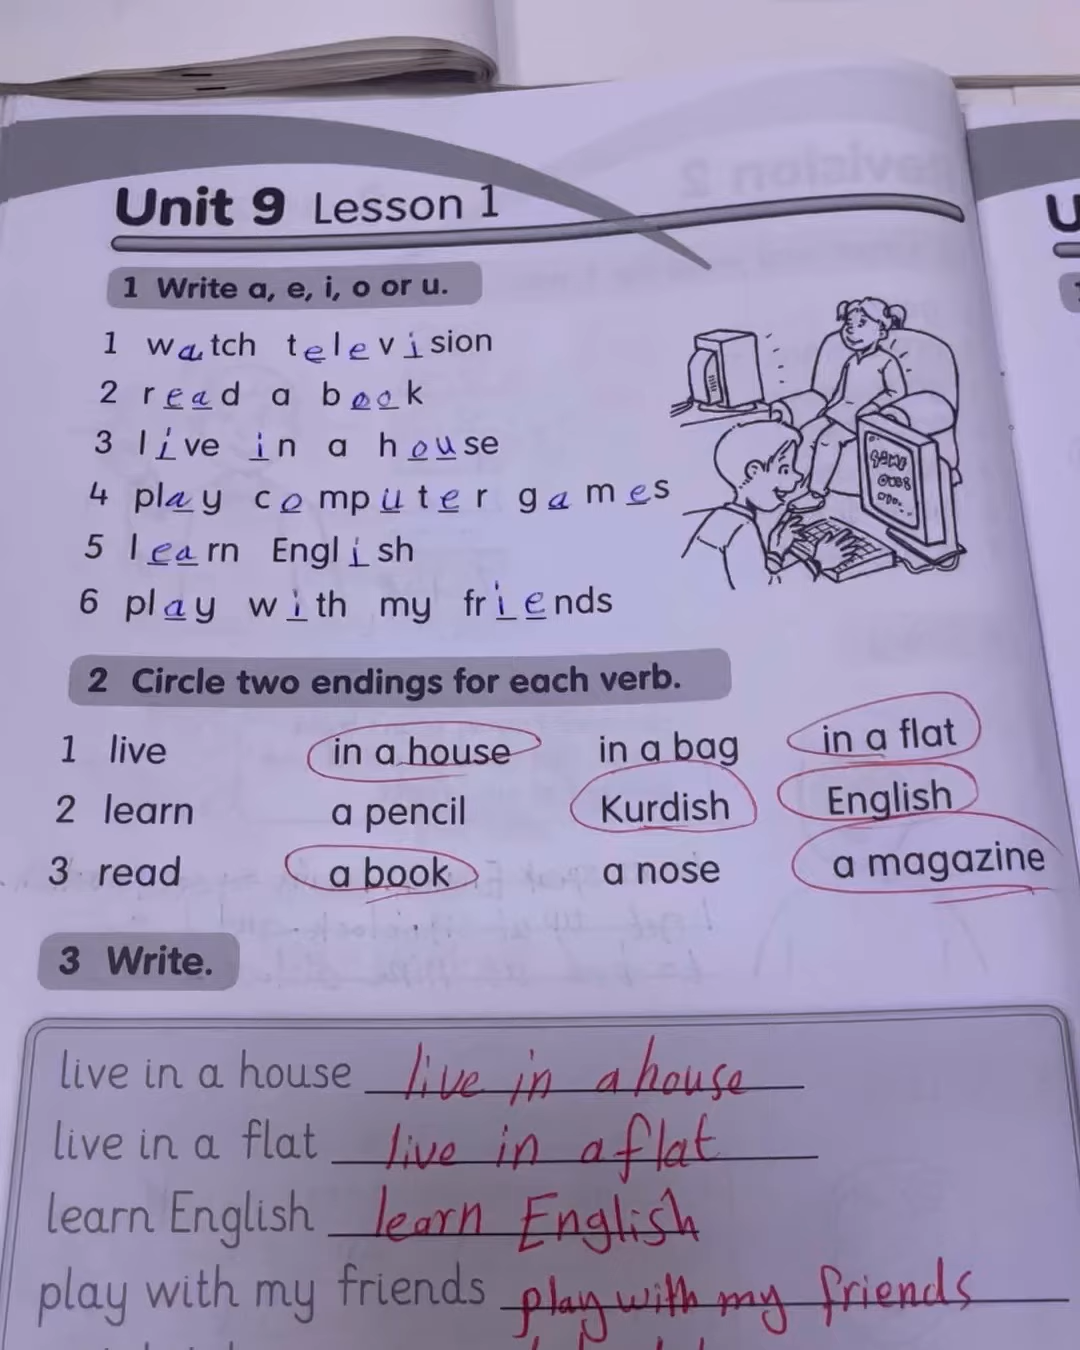 Unit 9 Lesson 1
1 Write a, e, i, o or u.
1 watch television
2 read a book
3 live in a house
4 play computer games
5 learn English
6 play with my friends
GAME
OVER
2 Circle two endings for each verb.
1 live in a house in a bag in a flat
2 learn a pencil Kurdish English
3 read a book a nose a magazine
3 Write.
live in a house live in a house
live in a flat live in a flat
learn English learn English
play with my friends play with my friends